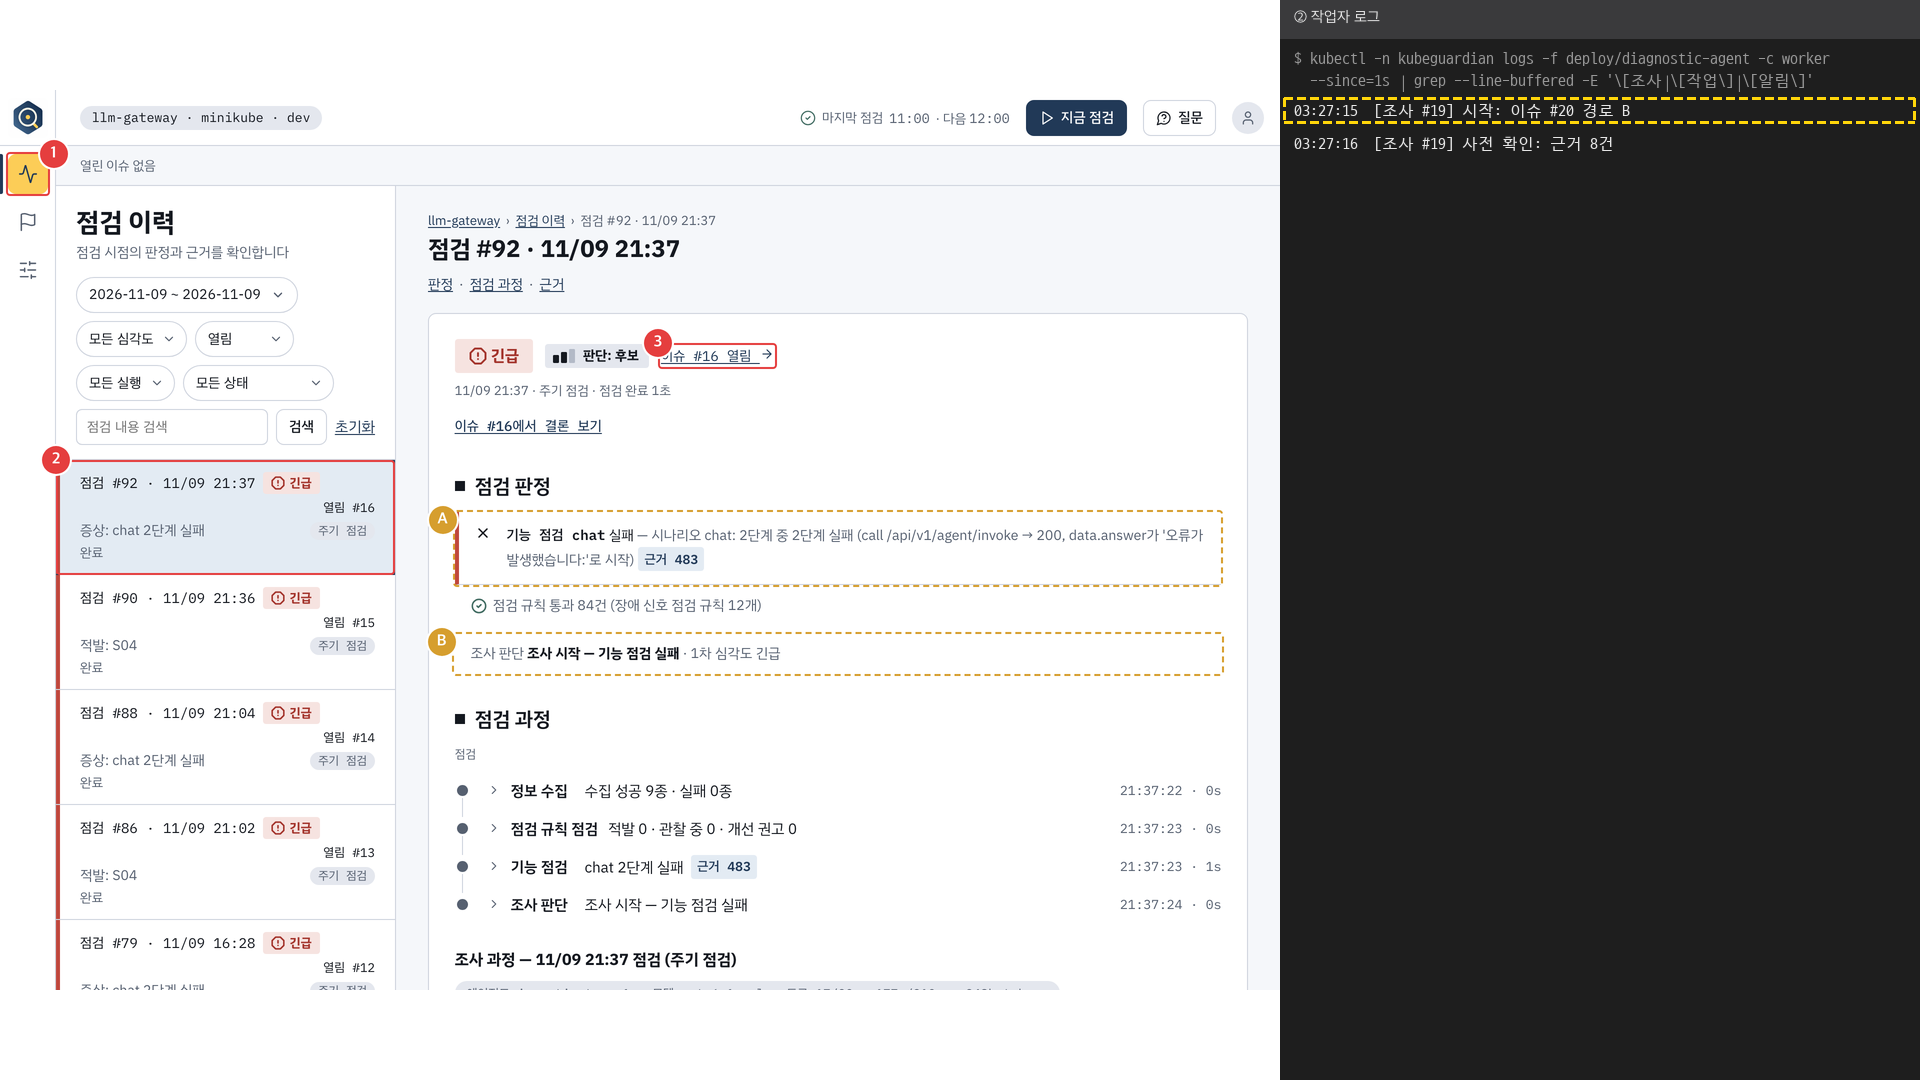 llm-gateway · minikube · dev
마지막 점검 11:00 · 다음 12:00
지금 점검
질문
1
열린 이슈 없음
점검 이력
점검 시점의 판정과 근거를 확인합니다
2026-11-09 ~ 2026-11-09
모든 심각도
열림
모든 실행
모든 상태
점검 내용 검색
검색
초기화
2
점검 #92 · 11/09 21:37 긴급
열림 #16
증상: chat 2단계 실패 주기 점검
완료
점검 #90 · 11/09 21:36 긴급
열림 #15
적발: S04 주기 점검
완료
점검 #88 · 11/09 21:04 긴급
열림 #14
증상: chat 2단계 실패 주기 점검
완료
점검 #86 · 11/09 21:02 긴급
열림 #13
적발: S04 주기 점검
완료
점검 #79 · 11/09 16:28 긴급
열림 #12
llm-gateway › 점검 이력 › 점검 #92 · 11/09 21:37
점검 #92 · 11/09 21:37
판정 · 점검 과정 · 근거
긴급 판단: 후보 3 이슈 #16 열림 →
11/09 21:37 · 주기 점검 · 점검 완료 1초
이슈 #16에서 결론 보기
■ 점검 판정
A
기능 점검 chat 실패 — 시나리오 chat: 2단계 중 2단계 실패 (call /api/v1/agent/invoke → 200, data.answer가 '오류가
발생했습니다:'로 시작) 근거 483
점검 규칙 통과 84건 (장애 신호 점검 규칙 12개)
B
조사 판단 조사 시작 — 기능 점검 실패 · 1차 심각도 긴급
■ 점검 과정
점검
정보 수집 수집 성공 9종 · 실패 0종 21:37:22 · 0s
점검 규칙 점검 적발 0 · 관찰 중 0 · 개선 권고 0 21:37:23 · 0s
기능 점검 chat 2단계 실패 근거 483 21:37:23 · 1s
조사 판단 조사 시작 — 기능 점검 실패 21:37:24 · 0s
조사 과정 — 11/09 21:37 점검 (주기 점검)
② 작업자 로그
$ kubectl -n kubeguardian logs -f deploy/diagnostic-agent -c worker
--since=1s | grep --line-buffered -E '\[조사|\[작업\]|\[알림\]'
03:27:15 [조사 #19] 시작: 이슈 #20 경로 B
03:27:16 [조사 #19] 사전 확인: 근거 8건